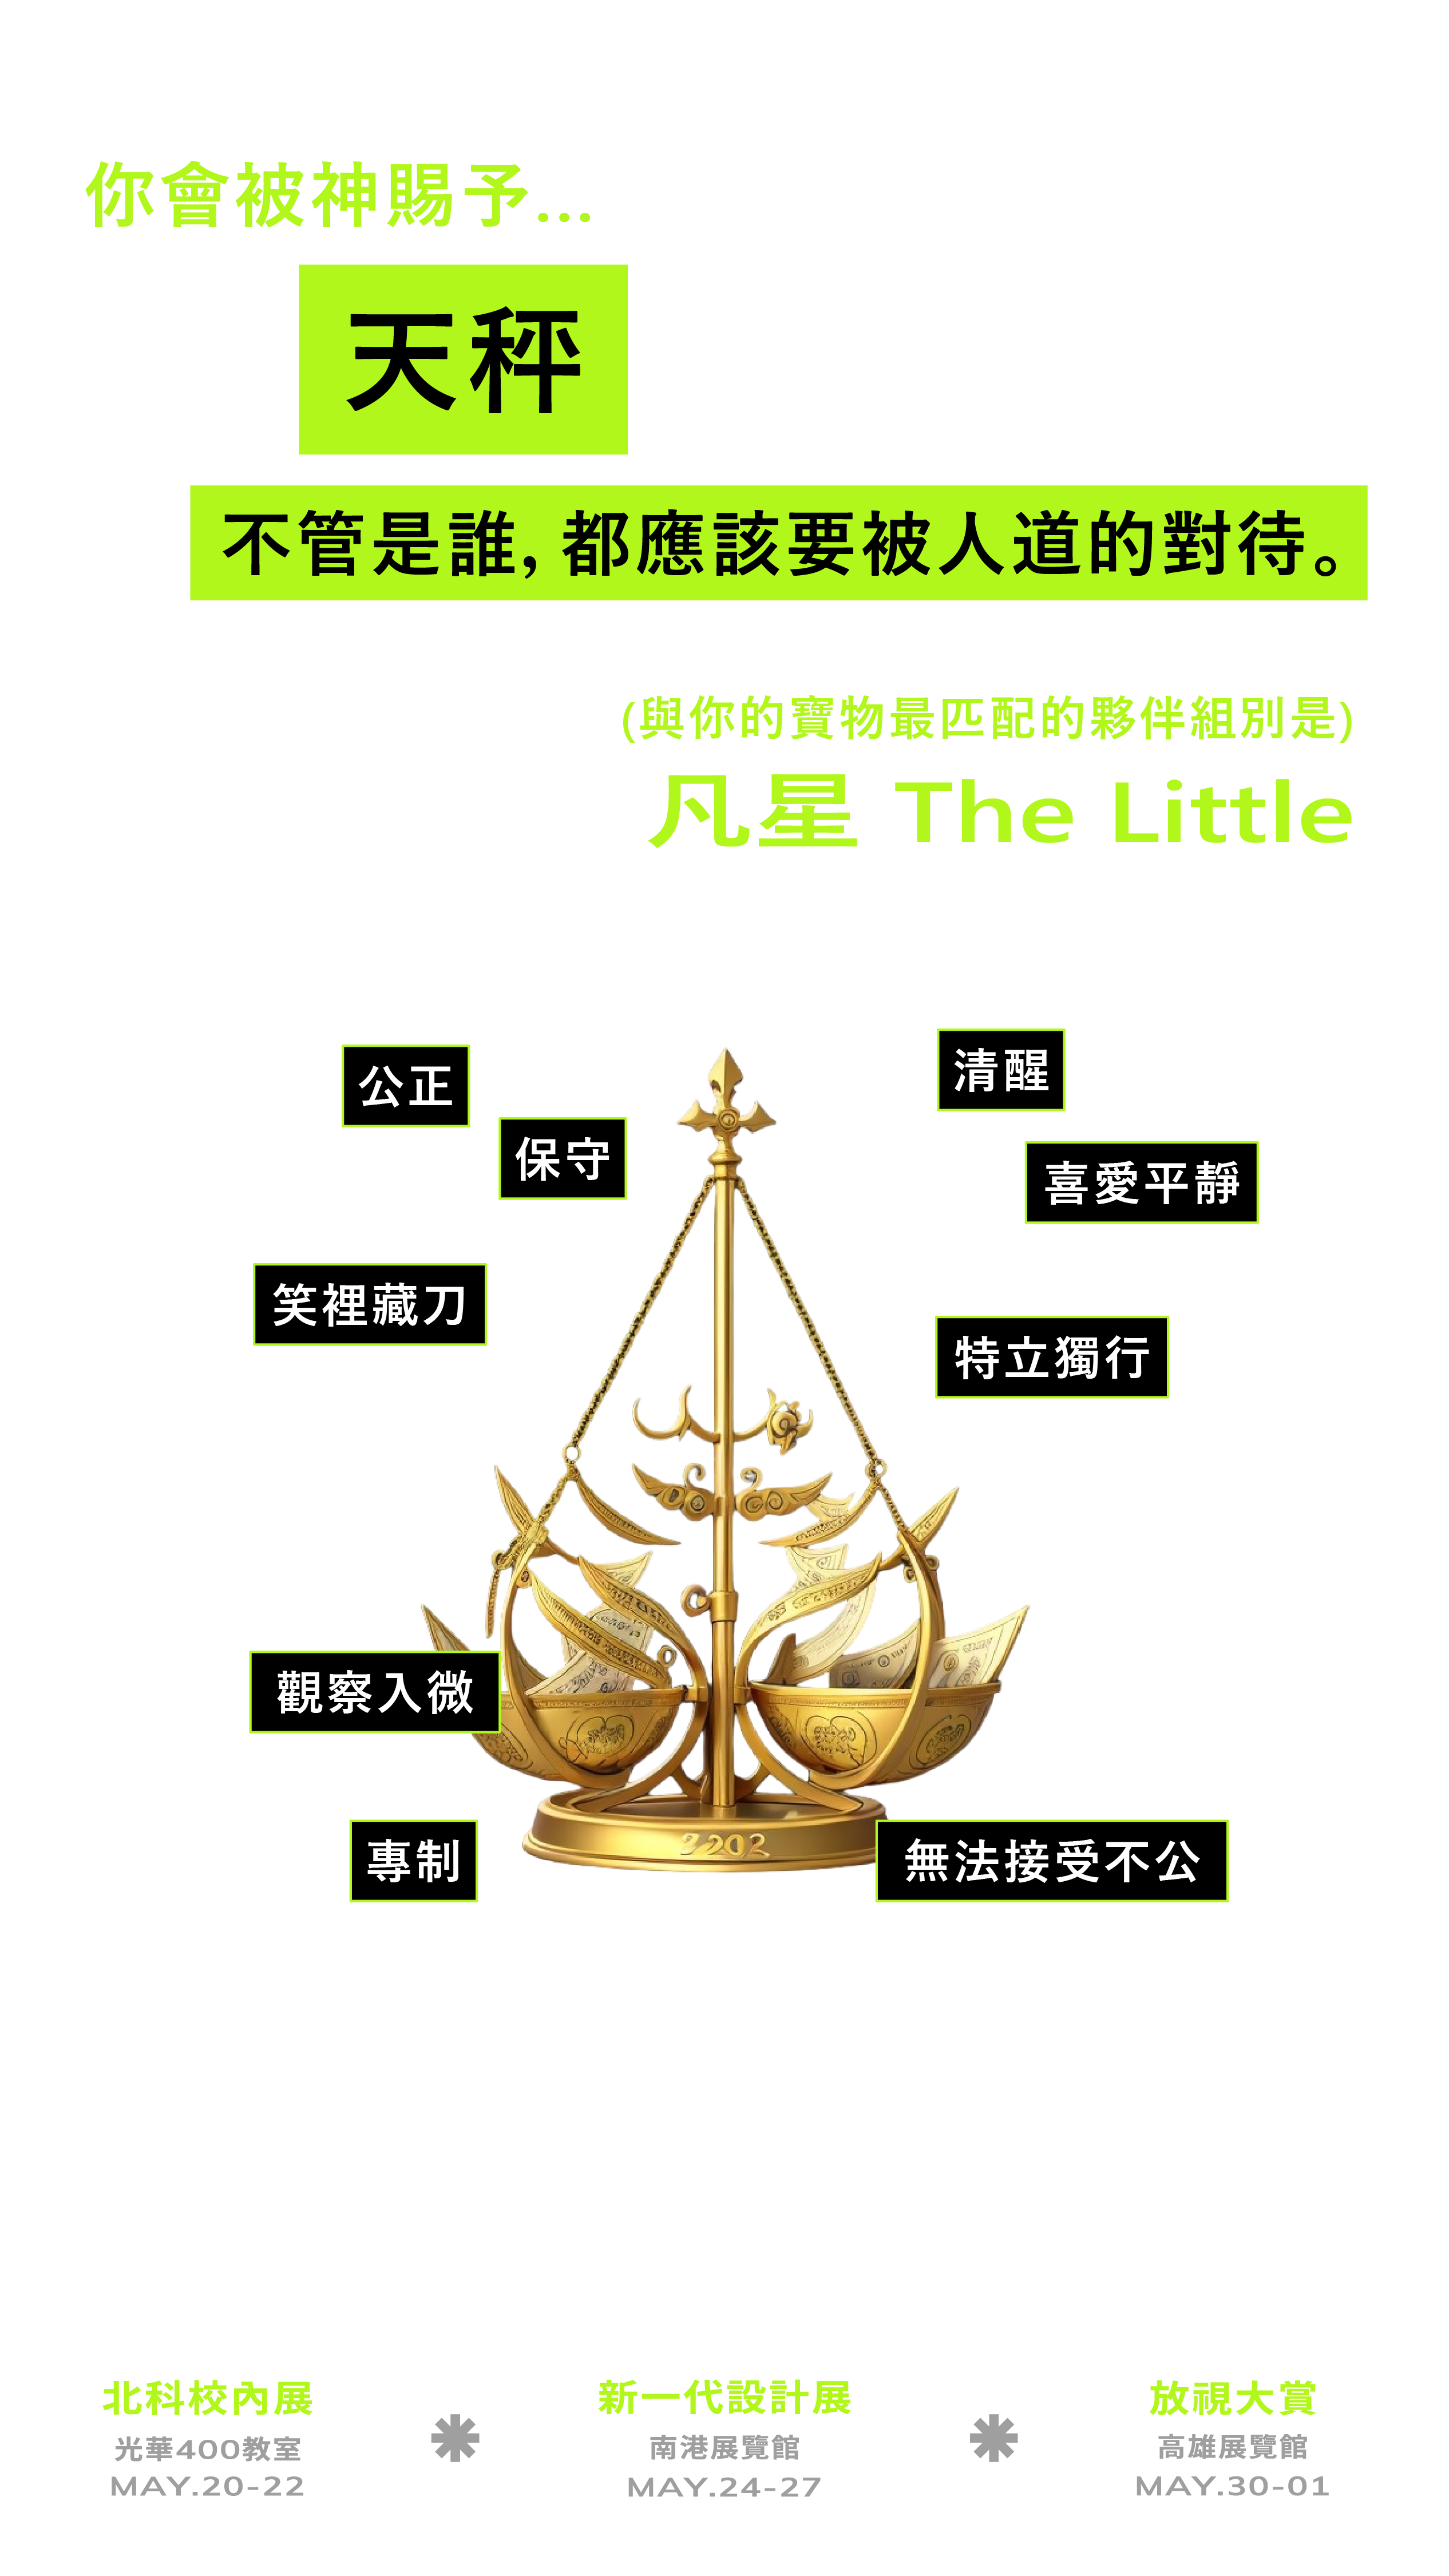 你會被神賜予...
天秤
不管是誰, 都應該要被人道的對待。
(與你的寶物最匹配的夥伴組別是)
凡星 The Little
公正
清醒
保守
喜愛平靜
笑裡藏刀
特立獨行
觀察入微
專制
無法接受不公
北科校內展
光華400教室
MAY.20-22
新一代設計展
南港展覽館
MAY.24-27
放視大賞
高雄展覽館
MAY.30-01